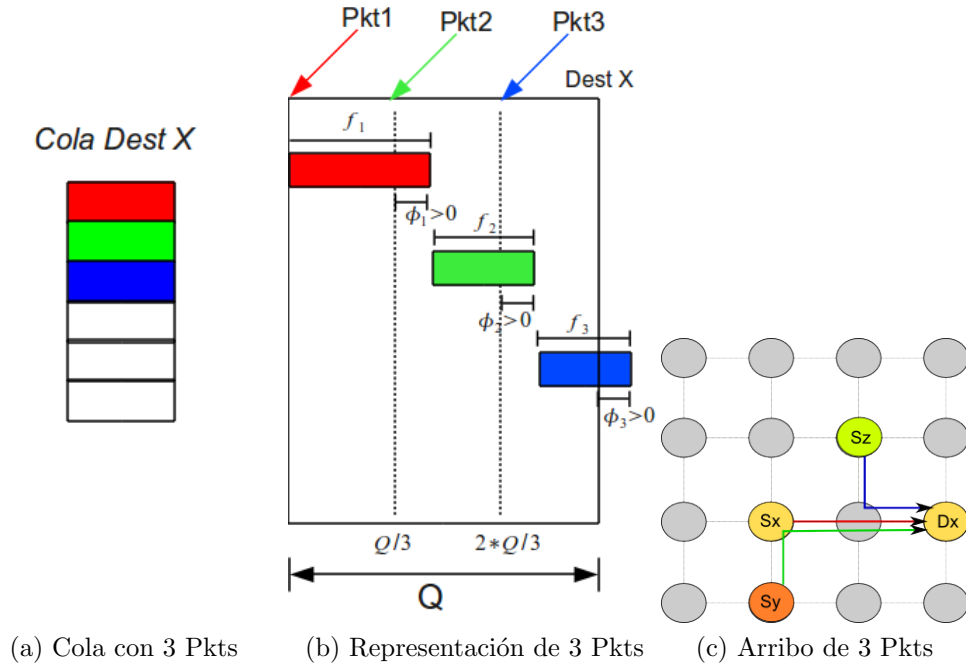 Pkt1
Pkt2
Pkt3
Dest X
Cola Dest X
f₁
ϕ₁>0
f₂
ϕ₂>0
f₃
ϕ₃>0
Sz
Sx
Dx
Sy
Q/3
2*Q/3
Q
(a) Cola con 3 Pkts
(b) Representación de 3 Pkts
(c) Arribo de 3 Pkts